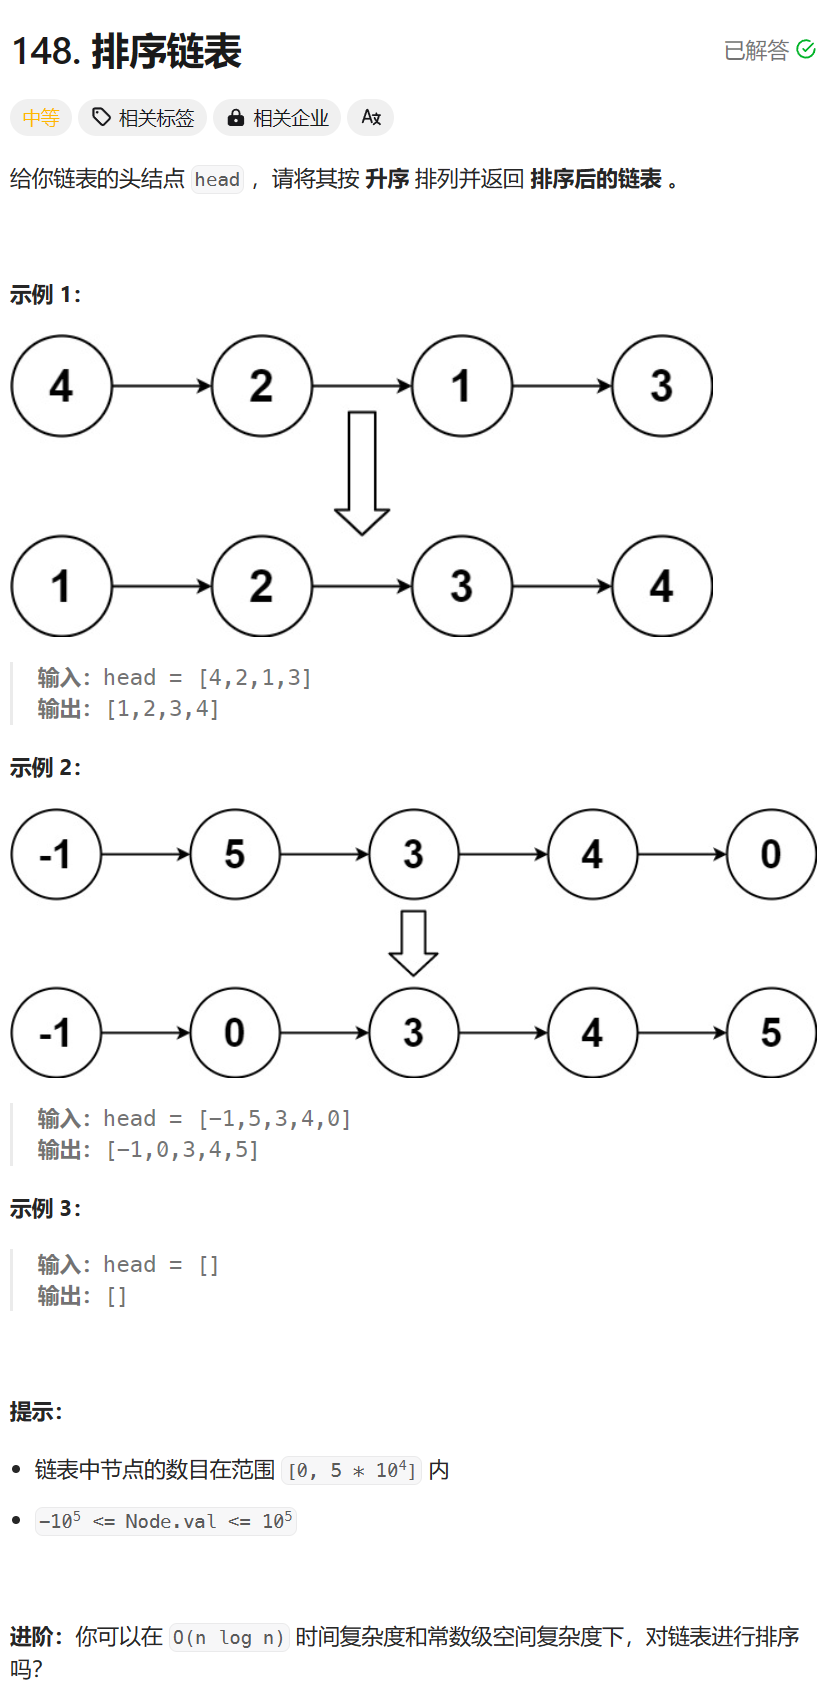 148. 排序链表
已解答
中等
相关标签
相关企业
给你链表的头结点 head ，请将其按 升序 排列并返回 排序后的链表 。
示例 1：
4 2 1 3
1 2 3 4
输入：head = [4,2,1,3]
输出：[1,2,3,4]
示例 2：
-1 5 3 4 0
-1 0 3 4 5
输入：head = [-1,5,3,4,0]
输出：[-1,0,3,4,5]
示例 3：
输入：head = []
输出：[]
提示：
• 链表中节点的数目在范围 [0, 5 * 10⁴] 内
• -10⁵ <= Node.val <= 10⁵
进阶：你可以在 O(n log n) 时间复杂度和常数级空间复杂度下，对链表进行排序
吗？